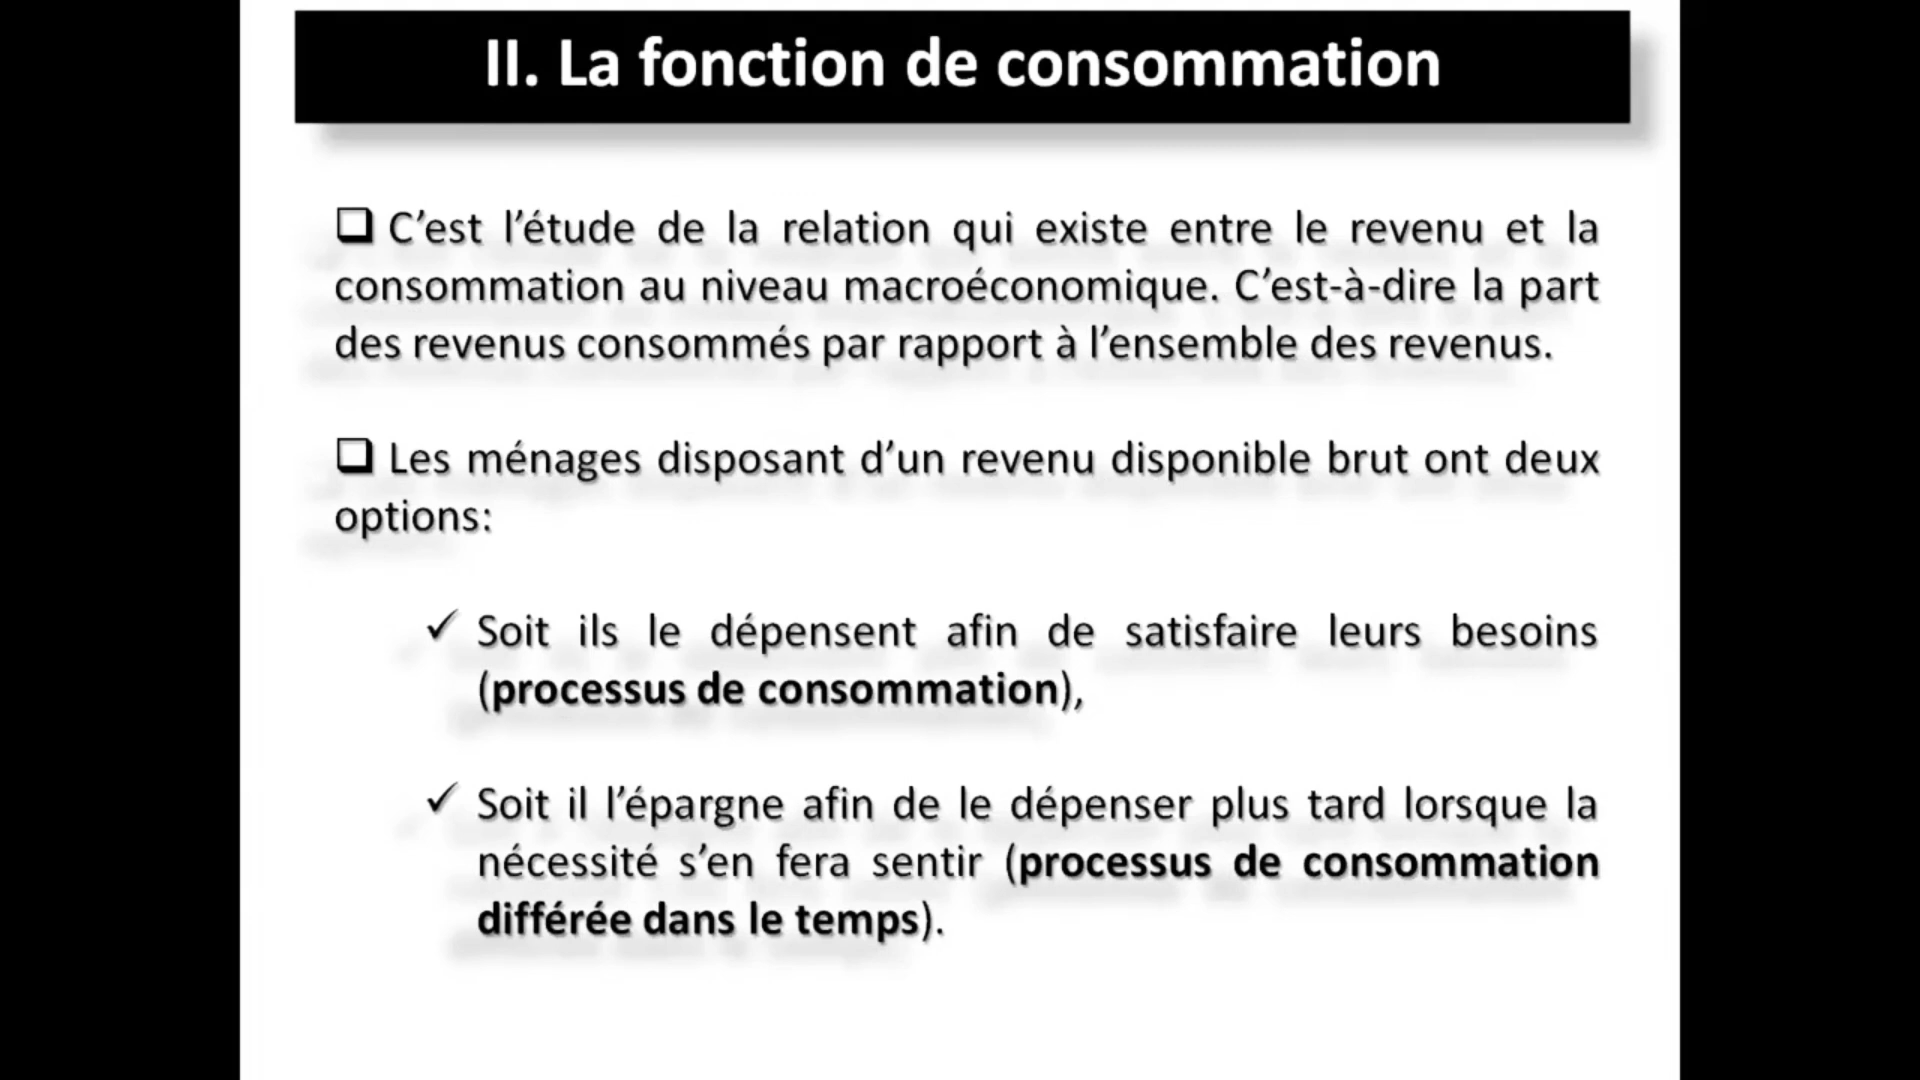 II. La fonction de consommation
❑ C’est l’étude de la relation qui existe entre le revenu et la
consommation au niveau macroéconomique. C’est-à-dire la part
des revenus consommés par rapport à l’ensemble des revenus.
❑ Les ménages disposant d’un revenu disponible brut ont deux
options:
✓ Soit ils le dépensent afin de satisfaire leurs besoins
(processus de consommation),
✓ Soit il l’épargne afin de le dépenser plus tard lorsque la
nécessité s’en fera sentir (processus de consommation
différée dans le temps).